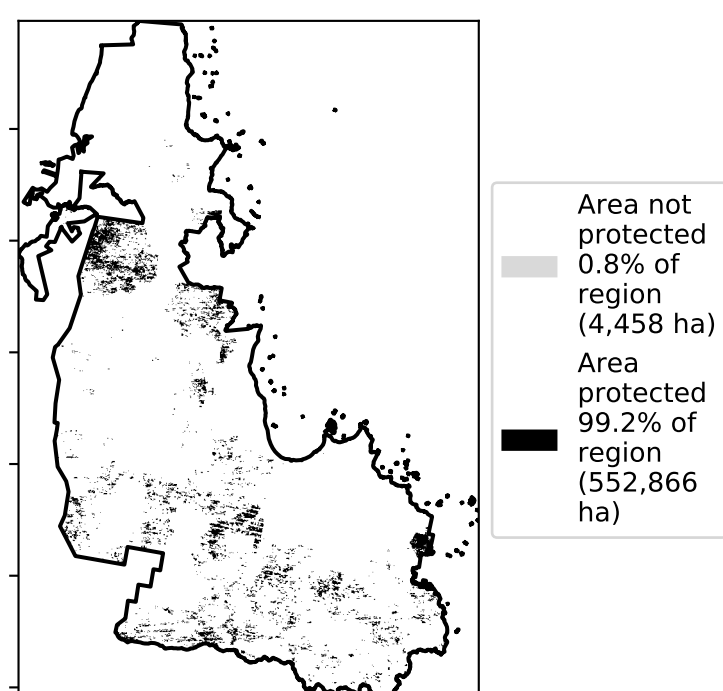 Area not
protected
0.8% of
region
(4,458 ha)
Area
protected
99.2% of
region
(552,866
ha)